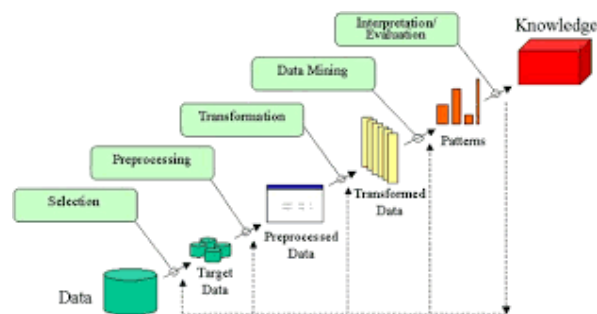 Interpretation/
Evaluation
Knowledge
Data Mining
Transformation
Patterns
Preprocessing
Transformed
Data
Selection
Preprocessed
Data
Target
Data
Data